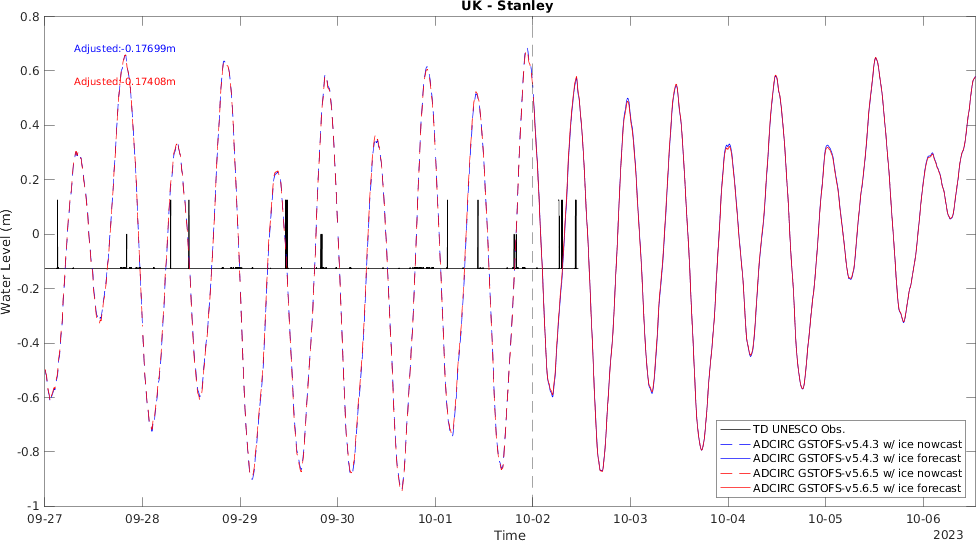 UK - Stanley
Adjusted:-0.17699m
Adjusted:-0.17408m
0.8
0.6
0.4
0.2
0
-0.2
-0.4
-0.6
-0.8
-1
Water Level (m)
TD UNESCO Obs.
ADCIRC GSTOFS-v5.4.3 w/ ice nowcast
ADCIRC GSTOFS-v5.4.3 w/ ice forecast
ADCIRC GSTOFS-v5.6.5 w/ ice nowcast
ADCIRC GSTOFS-v5.6.5 w/ ice forecast
09-27 09-28 09-29 09-30 10-01 10-02 10-03 10-04 10-05 10-06
Time
2023